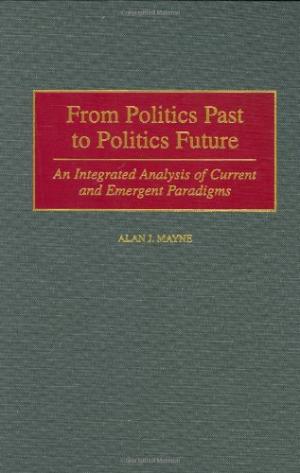 From Politics Past
to Politics Future
An Integrated Analysis of Current
and Emergent Paradigms
ALAN J. MAYNE